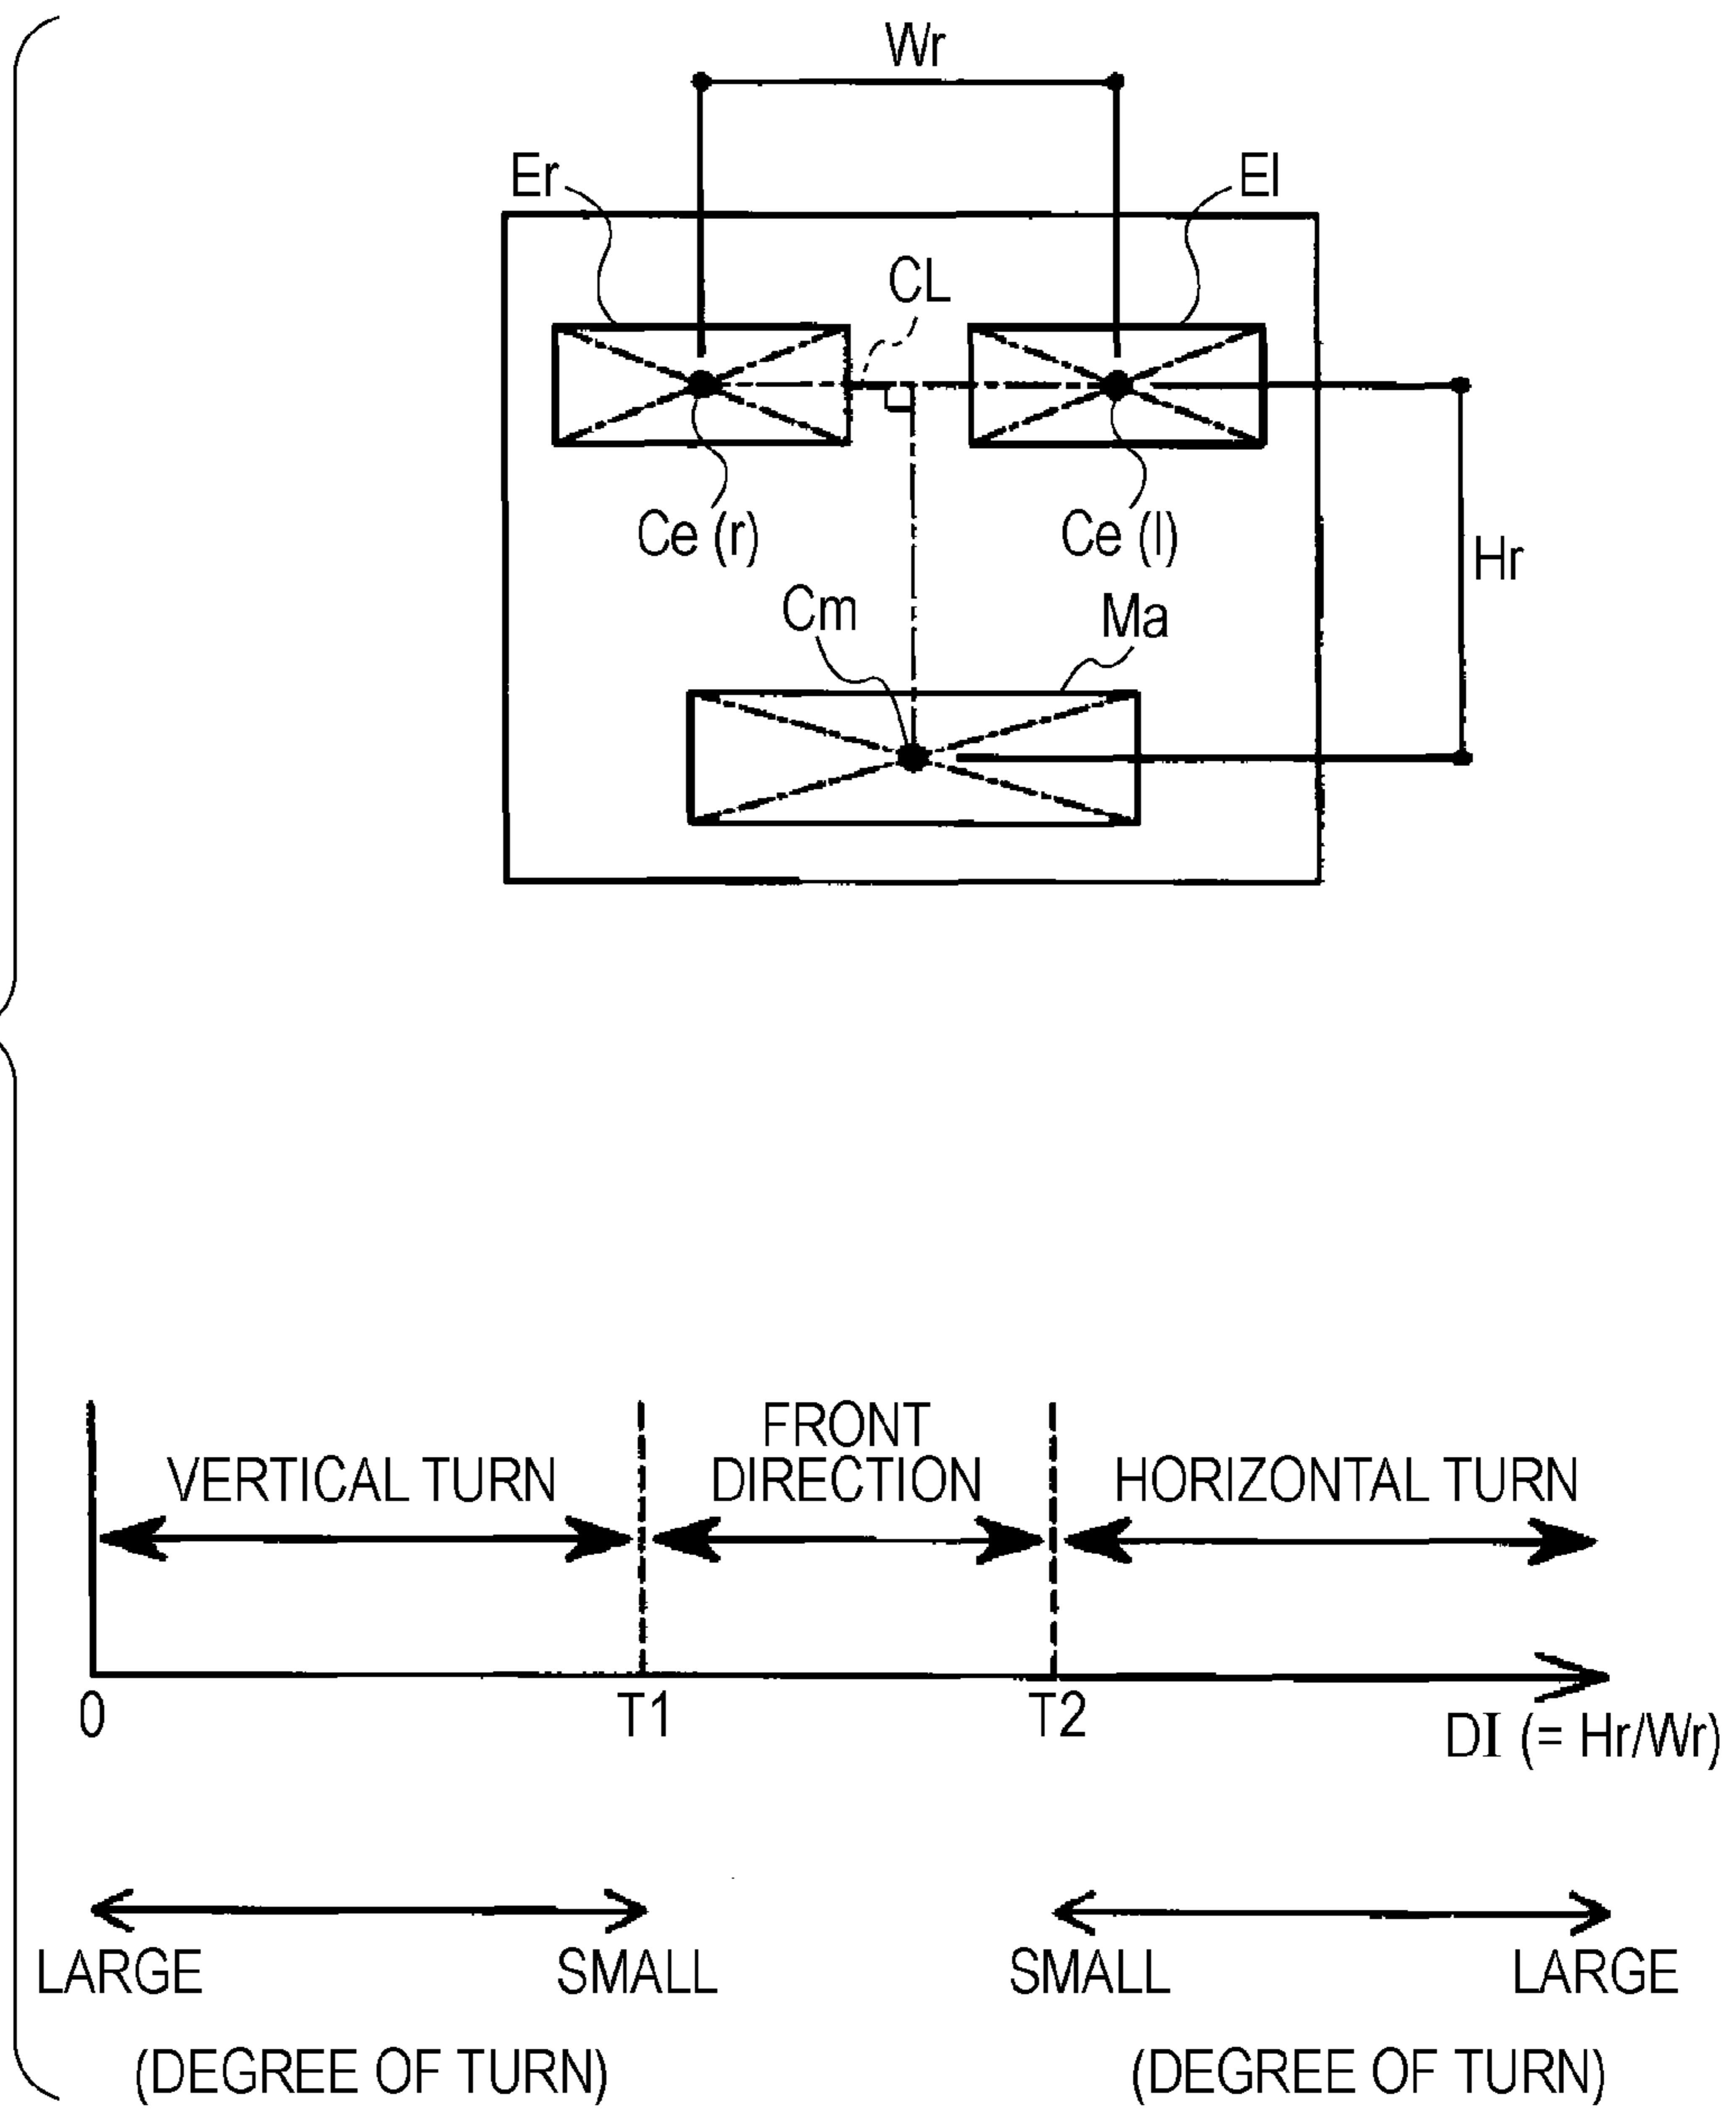 Wr
Er
El
CL
Ce (r)
Ce (l)
Hr
Cm
Ma
VERTICAL TURN
FRONT
DIRECTION
HORIZONTAL TURN
0
T1
T2
DI (= Hr/Wr)
LARGE
SMALL
SMALL
LARGE
(DEGREE OF TURN)
(DEGREE OF TURN)